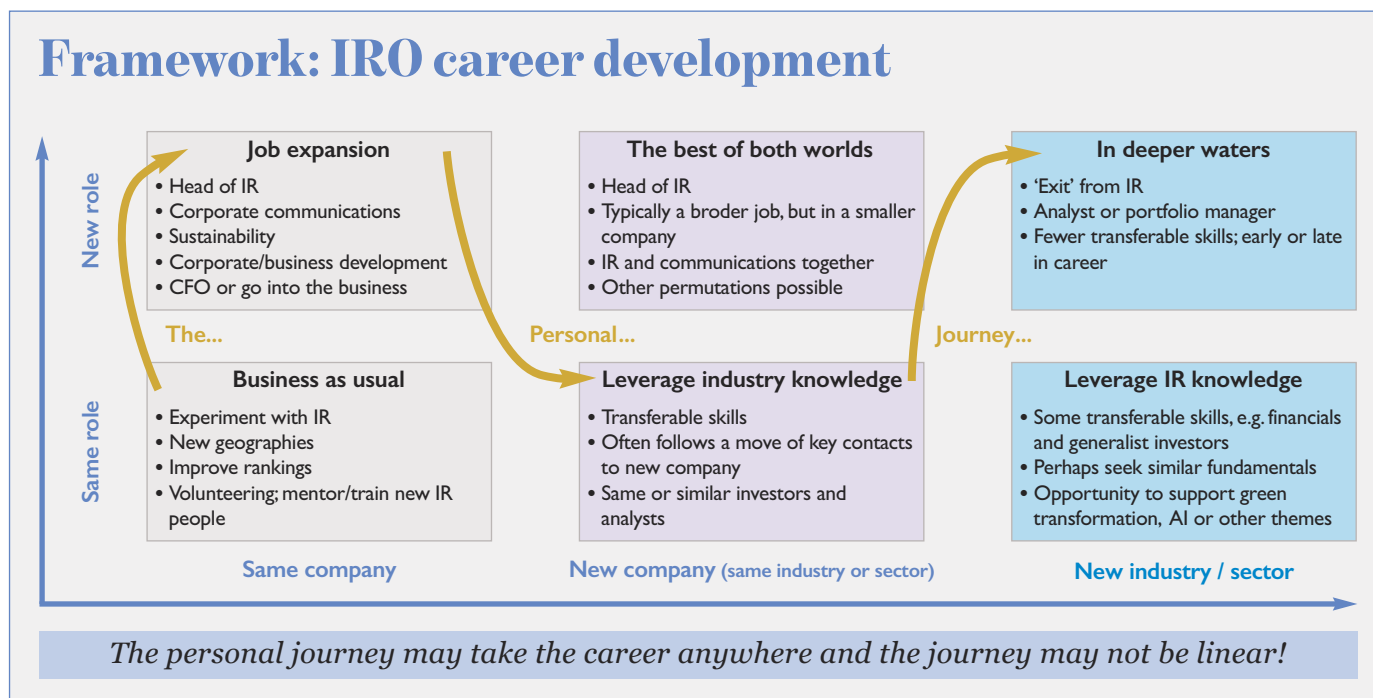 Framework: IRO career development
New role
Job expansion
• Head of IR
• Corporate communications
• Sustainability
• Corporate/business development
• CFO or go into the business
The best of both worlds
• Head of IR
• Typically a broder job, but in a smaller
company
• IR and communications together
• Other permutations possible
In deeper waters
• ‘Exit’ from IR
• Analyst or portfolio manager
• Fewer transferable skills; early or late
in career
The...
Personal...
Journey...
Same role
Business as usual
• Experiment with IR
• New geographies
• Improve rankings
• Volunteering; mentor/train new IR
people
Leverage industry knowledge
• Transferable skills
• Often follows a move of key contacts
to new company
• Same or similar investors and
analysts
Leverage IR knowledge
• Some transferable skills, e.g. financials
and generalist investors
• Perhaps seek similar fundamentals
• Opportunity to support green
transformation, AI or other themes
Same company
New company (same industry or sector)
New industry / sector
The personal journey may take the career anywhere and the journey may not be linear!